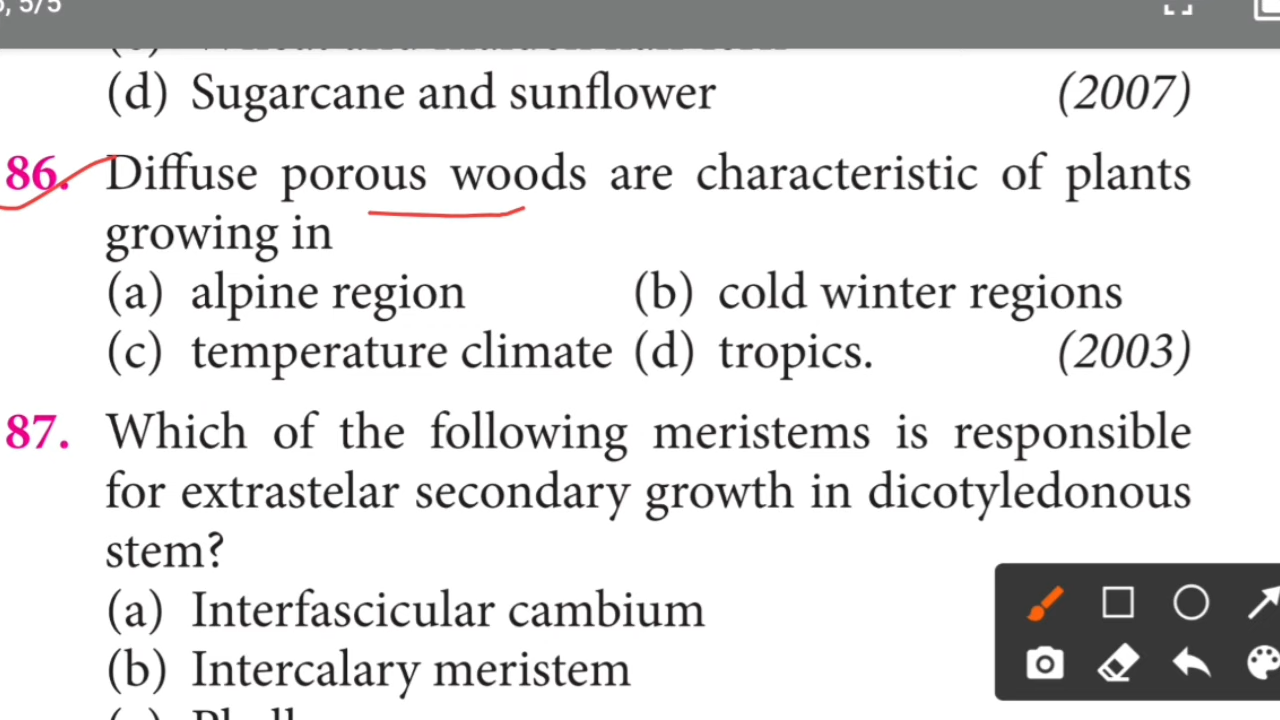 5/5
(d) Sugarcane and sunflower (2007)
86. Diffuse porous woods are characteristic of plants
growing in
(a) alpine region (b) cold winter regions
(c) temperature climate (d) tropics. (2003)
87. Which of the following meristems is responsible
for extrastelar secondary growth in dicotyledonous
stem?
(a) Interfascicular cambium
(b) Intercalary meristem